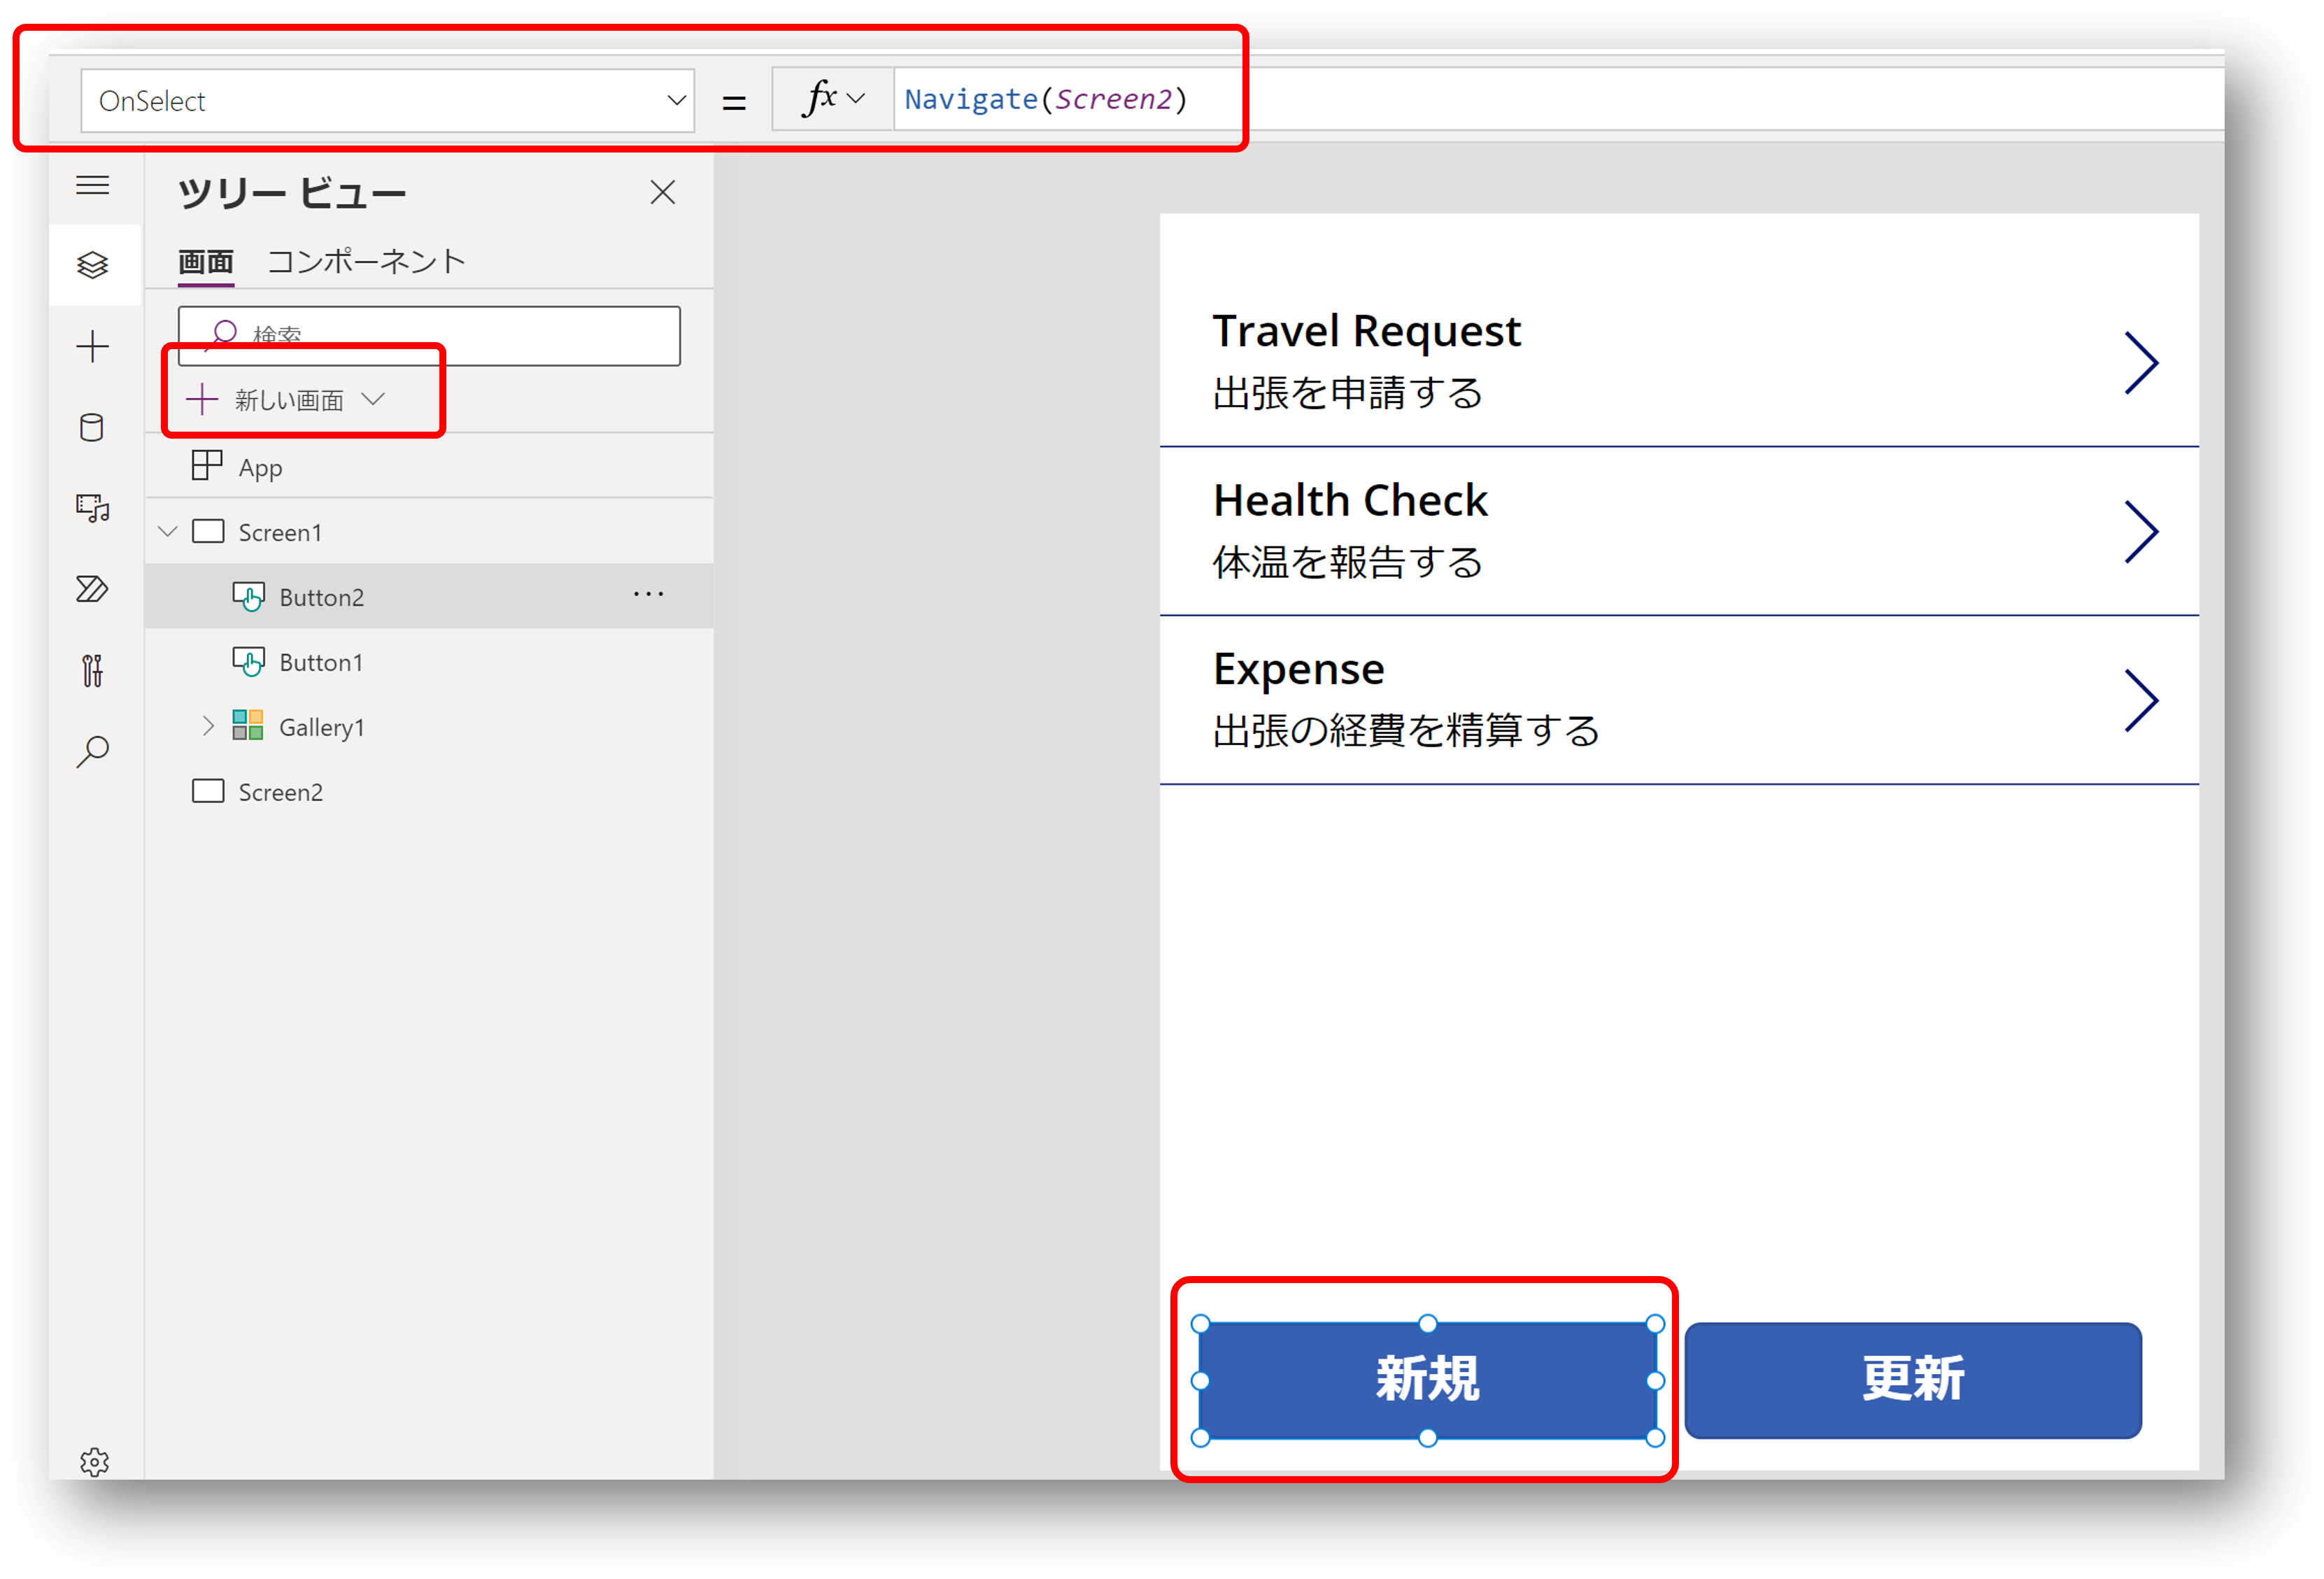 OnSelect = fx Navigate(Screen2)
ツリー ビュー
画面 コンポーネント
検索
新しい画面
App
Screen1
Button2
Button1
Gallery1
Screen2
Travel Request
出張を申請する
Health Check
体温を報告する
Expense
出張の経費を精算する
新規 更新